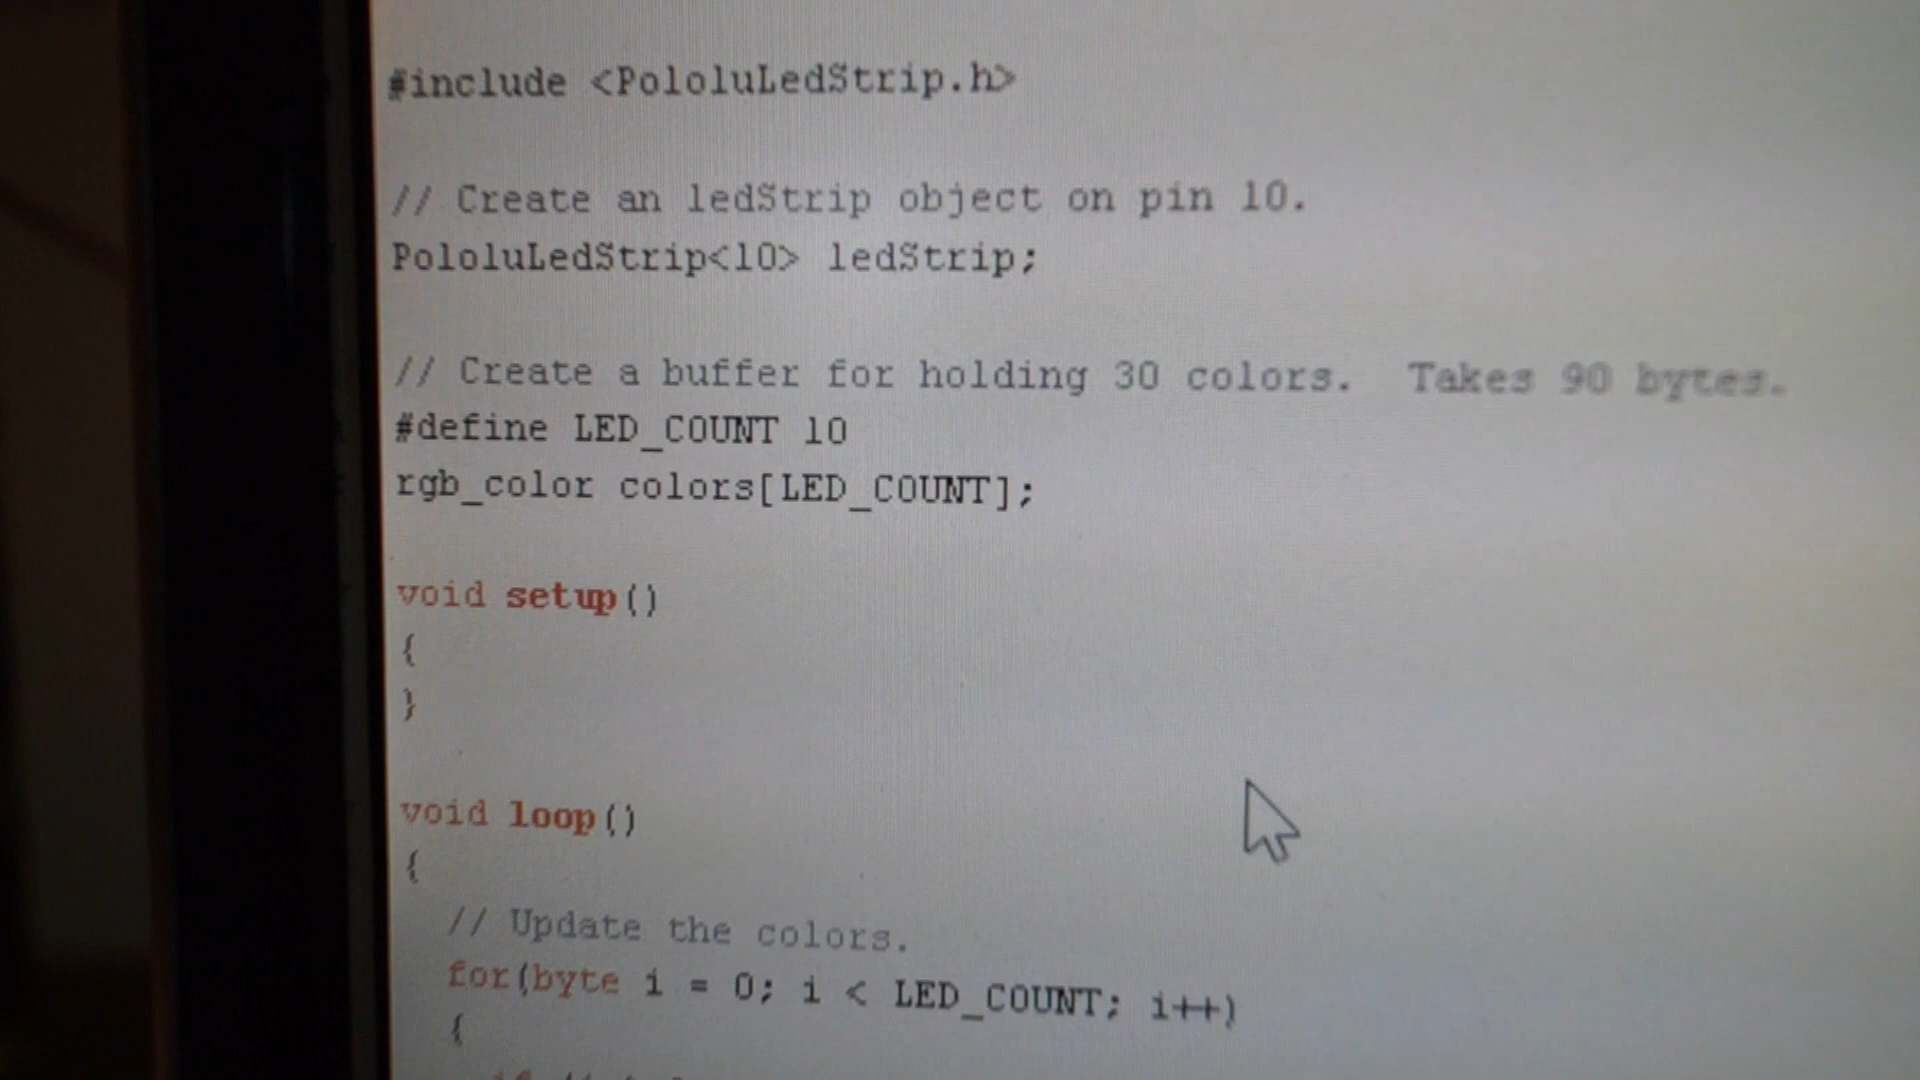 #include <PololuLedStrip.h>
// Create an ledStrip object on pin 10.
PololuLedStrip<10> ledStrip;
// Create a buffer for holding 30 colors.  Takes 90 bytes.
#define LED_COUNT 10
rgb_color colors[LED_COUNT];
void setup()
{
}
void loop()
{
// Update the colors.
for(byte i = 0; i < LED_COUNT; i++)
{